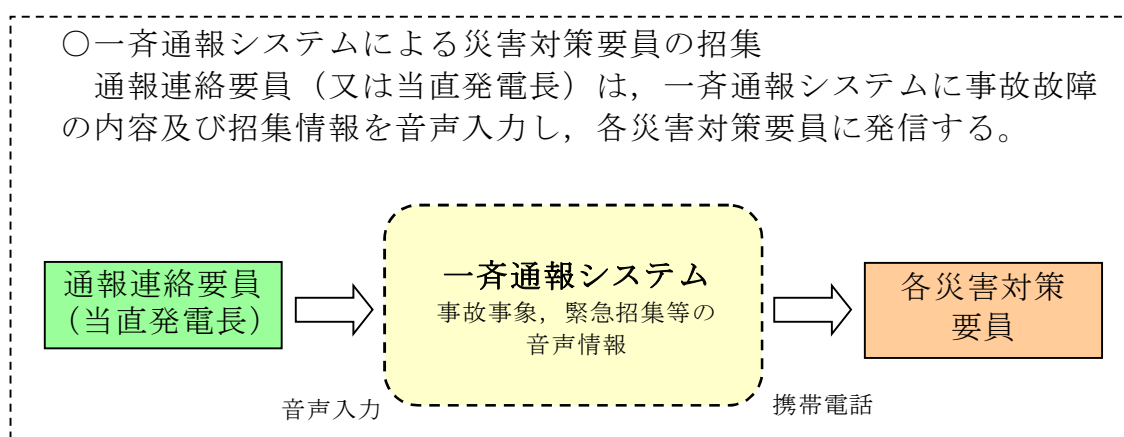 ○一斉通報システムによる災害対策要員の招集
通報連絡要員（又は当直発電長）は，一斉通報システムに事故故障
の内容及び招集情報を音声入力し，各災害対策要員に発信する。
通報連絡要員
（当直発電長）
一斉通報システム
事故事象，緊急招集等の
音声情報
各災害対策
要員
音声入力
携帯電話